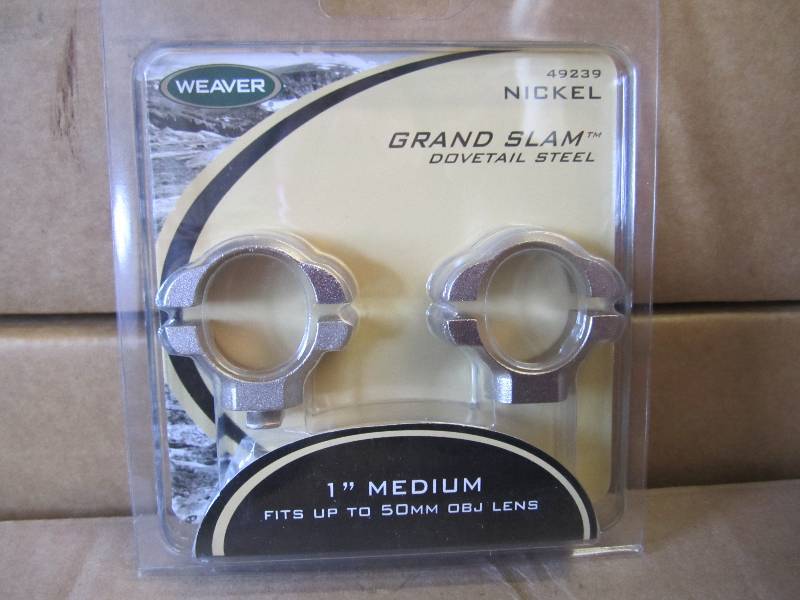 WEAVER
49239
NICKEL
GRAND SLAM™
DOVETAIL STEEL
1" MEDIUM
FITS UP TO 50MM OBJ LENS